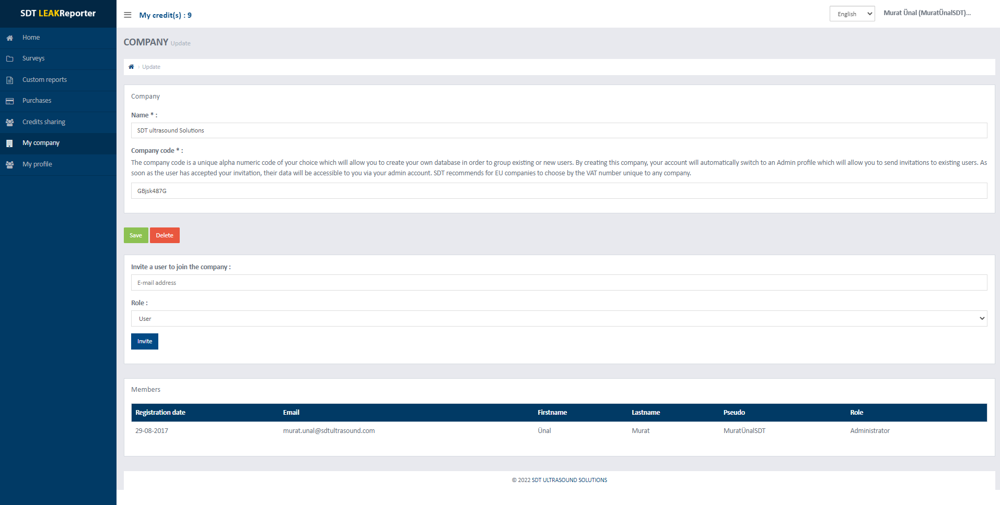 SDT LEAKReporter
My credit(s) : 9
English
Murat Ünal (MuratÜnalSDT)...
Home
Surveys
Custom reports
Purchases
Credits sharing
My company
My profile
COMPANY Update
› Update
Company
Name * :
SDT ultrasound Solutions
Company code * :
The company code is a unique alpha numeric code of your choice which will allow you to create your own database in order to group existing or new users. By creating this company, your account will automatically switch to an Admin profile which will allow you to send invitations to existing users. As
soon as the user has accepted your invitation, their data will be accessible to you via your admin account. SDT recommends for EU companies to choose by the VAT number unique to any company.
GBjsk487G
Save Delete
Invite a user to join the company :
E-mail address
Role :
User
Invite
Members
Registration date Email Firstname Lastname Pseudo Role
29-08-2017 murat.unal@sdtultrasound.com Ünal Murat MuratÜnalSDT Administrator
© 2022 SDT ULTRASOUND SOLUTIONS